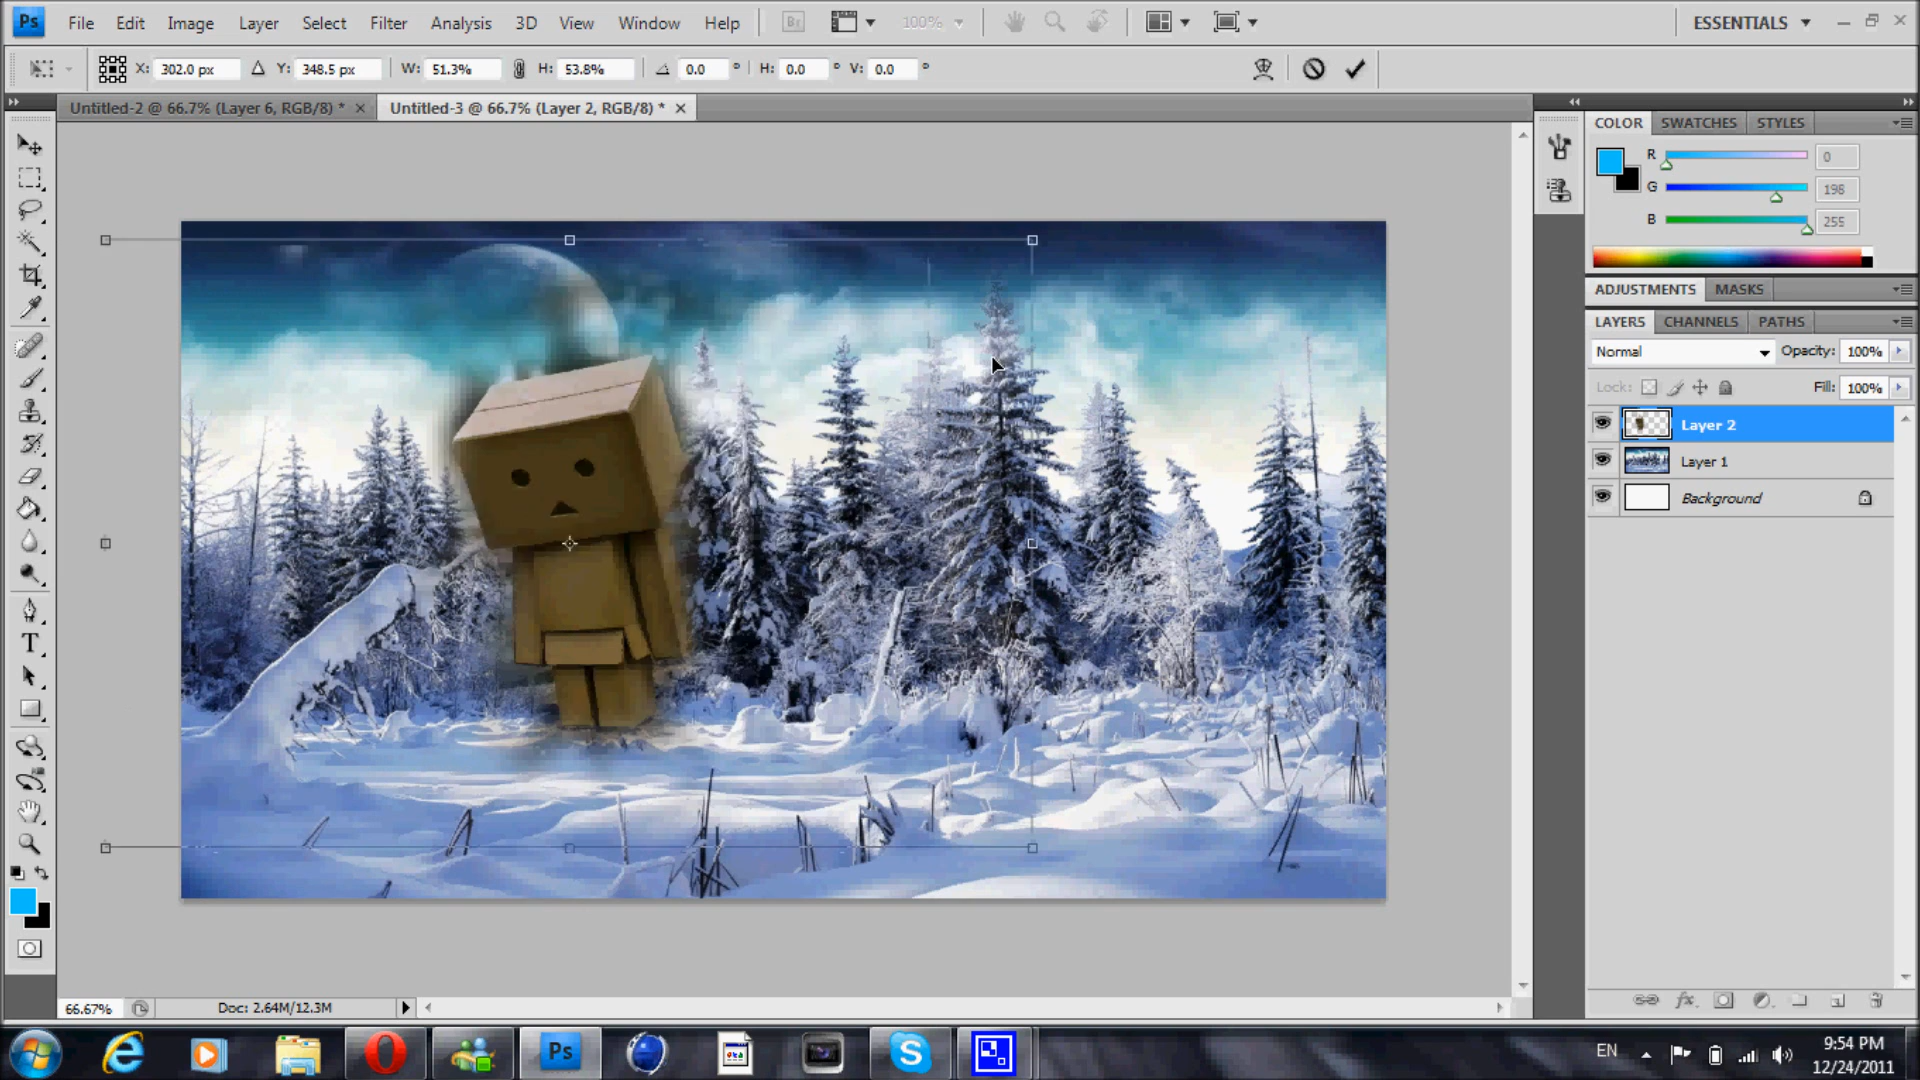 Ps File Edit Image Layer Select Filter Analysis 3D View Window Help Br 100% ESSENTIALS
X: 302.0 px Y: 348.5 px W: 51.3% H: 53.8% 0.0 ° H: 0.0 ° V: 0.0 °
Untitled-2 @ 66.7% (Layer 6, RGB/8) * Untitled-3 @ 66.7% (Layer 2, RGB/8) *
COLOR SWATCHES STYLES
R 0
G 198
B 255
ADJUSTMENTS MASKS
LAYERS CHANNELS PATHS
Normal Opacity: 100%
Lock: Fill: 100%
Layer 2
Layer 1
Background
T
fx
66.67% Doc: 2.64M/12.3M
Ps
S
EN
9:54 PM
12/24/2011